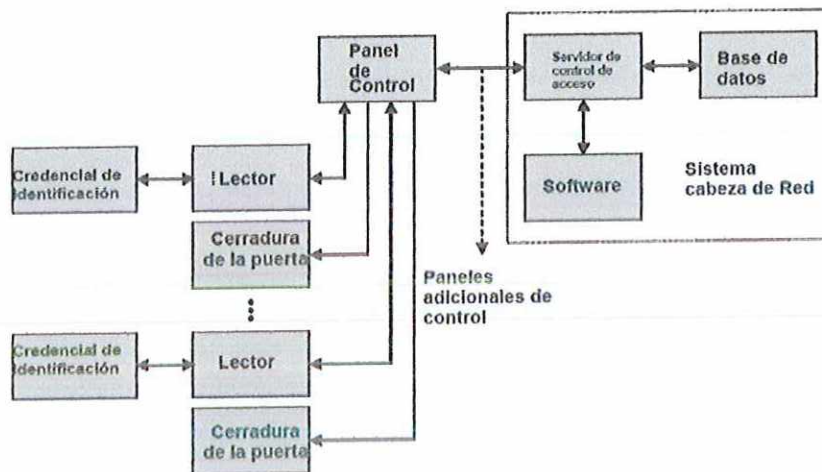 Panel
de
Control
Servidor de
control de
acceso
Base de
datos
Software
Sistema
cabeza de Red
Credencial de
Identificación
!Lector
Cerradura
de la puerta
Paneles
adicionales de
control
Credencial de
Identificación
Lector
Cerradura
de la puerta